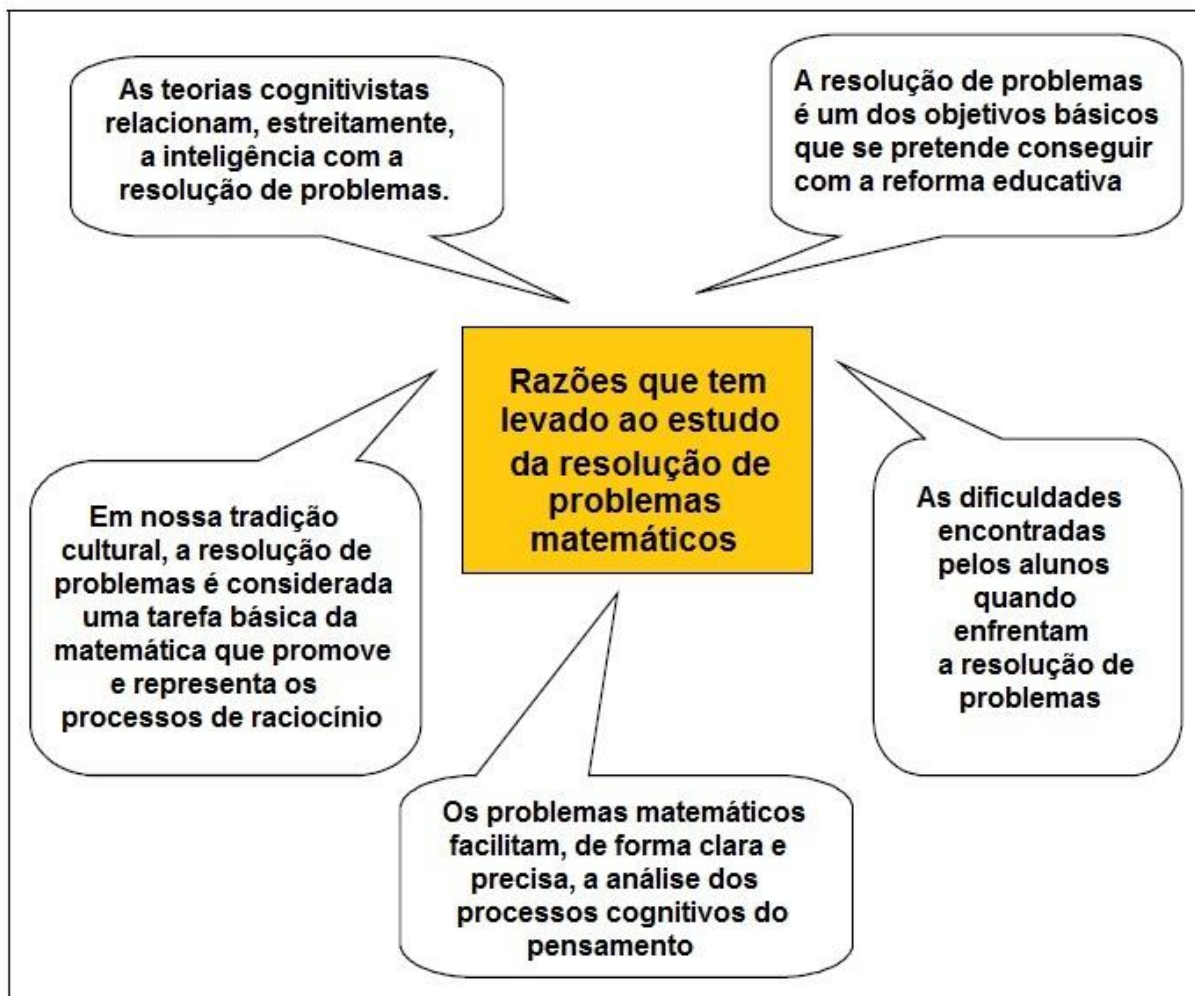 As teorias cognitivistas
relacionam, estreitamente,
a inteligência com a
resolução de problemas.
A resolução de problemas
é um dos objetivos básicos
que se pretende conseguir
com a reforma educativa
Razões que tem
levado ao estudo
da resolução de
problemas
matemáticos
Em nossa tradição
cultural, a resolução de
problemas é considerada
uma tarefa básica da
matemática que promove
e representa os
processos de raciocínio
As dificuldades
encontradas
pelos alunos
quando
enfrentam
a resolução de
problemas
Os problemas matemáticos
facilitam, de forma clara e
precisa, a análise dos
processos cognitivos do
pensamento